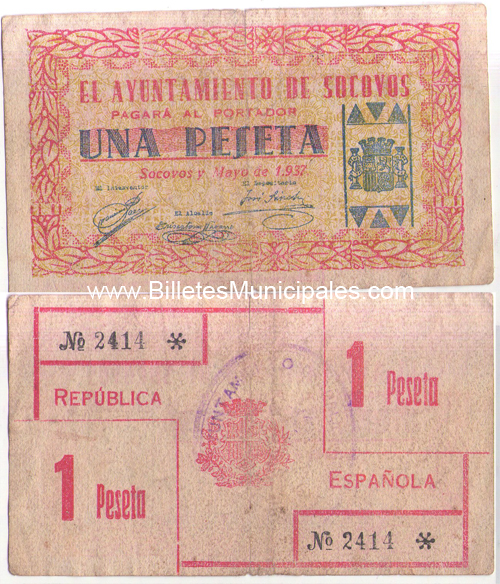 EL AYUNTAMIENTO DE SOCOVOS
PAGARÁ AL PORTADOR
UNA PESETA
Socovos y Mayo de 1.937
El Interventor
El Alcalde
El Depositario
www.BilletesMunicipales.com
№ 2414 *
REPÚBLICA
1 Peseta
AYUNTAMIENTO
1 Peseta
ESPAÑOLA
№ 2414 *